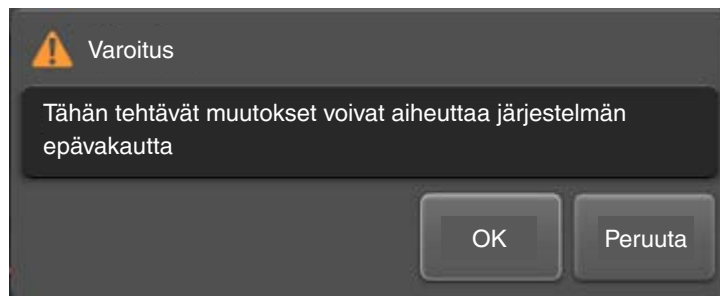 Varoitus
Tähän tehtävät muutokset voivat aiheuttaa järjestelmän
epävakautta
OK
Peruuta